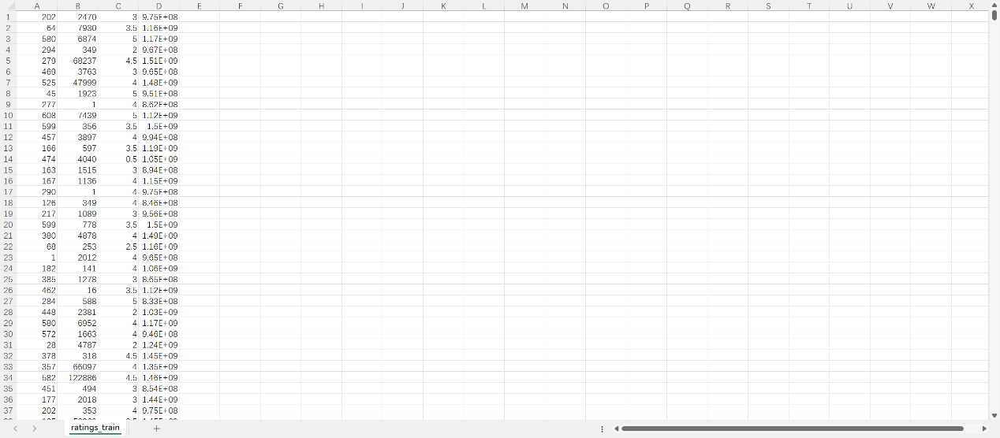 A B C D E F G H I J K L M N O P Q R S T U V W X
1 202 2470 3 9.75E+08
2 64 7930 3.5 1.16E+09
3 580 6874 5 1.17E+09
4 294 349 2 9.67E+08
5 279 68237 4.5 1.51E+09
6 469 3763 3 9.65E+08
7 525 47999 4 1.48E+09
8 45 1923 5 9.51E+08
9 277 1 4 8.62E+08
10 608 7439 5 1.12E+09
11 599 356 3.5 1.5E+09
12 457 3897 4 9.94E+08
13 166 597 3.5 1.19E+09
14 474 4040 0.5 1.05E+09
15 163 1515 3 8.94E+08
16 167 1136 4 1.15E+09
17 290 1 4 9.75E+08
18 126 349 4 8.46E+08
19 217 1089 3 9.56E+08
20 599 778 3.5 1.5E+09
21 380 4878 4 1.49E+09
22 68 253 2.5 1.16E+09
23 1 2012 4 9.65E+08
24 182 141 4 1.06E+09
25 385 1278 3 8.65E+08
26 462 16 3.5 1.12E+09
27 284 588 5 8.33E+08
28 448 2381 2 1.03E+09
29 580 6952 4 1.17E+09
30 572 1663 4 9.46E+08
31 28 4787 2 1.24E+09
32 378 318 4.5 1.45E+09
33 357 66097 4 1.35E+09
34 582 122886 4.5 1.46E+09
35 451 494 3 8.54E+08
36 177 2018 3 1.44E+09
37 202 353 4 9.75E+08
ratings_train